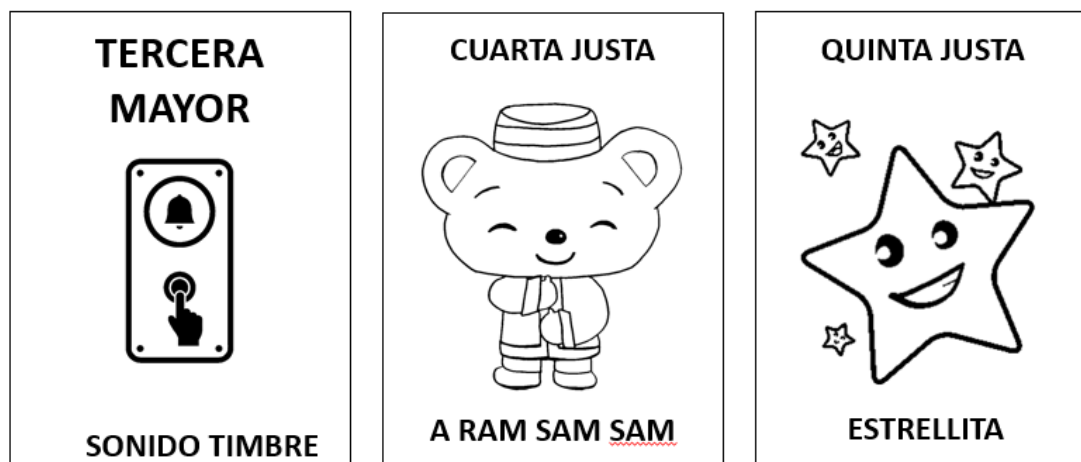 TERCERA
MAYOR
SONIDO TIMBRE
CUARTA JUSTA
A RAM SAM SAM
QUINTA JUSTA
ESTRELLITA